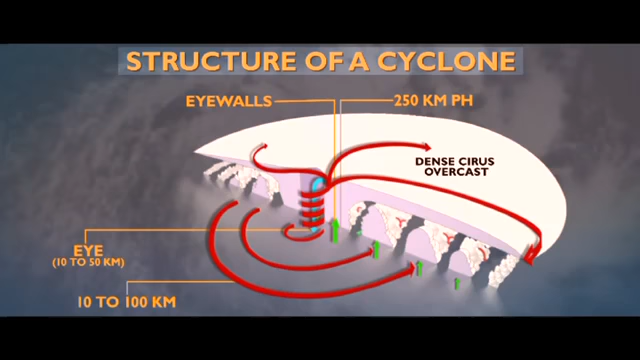 STRUCTURE OF A CYCLONE
EYEWALLS
250 KM PH
DENSE CIRUS
OVERCAST
EYE
(10 TO 50 KM)
10 TO 100 KM